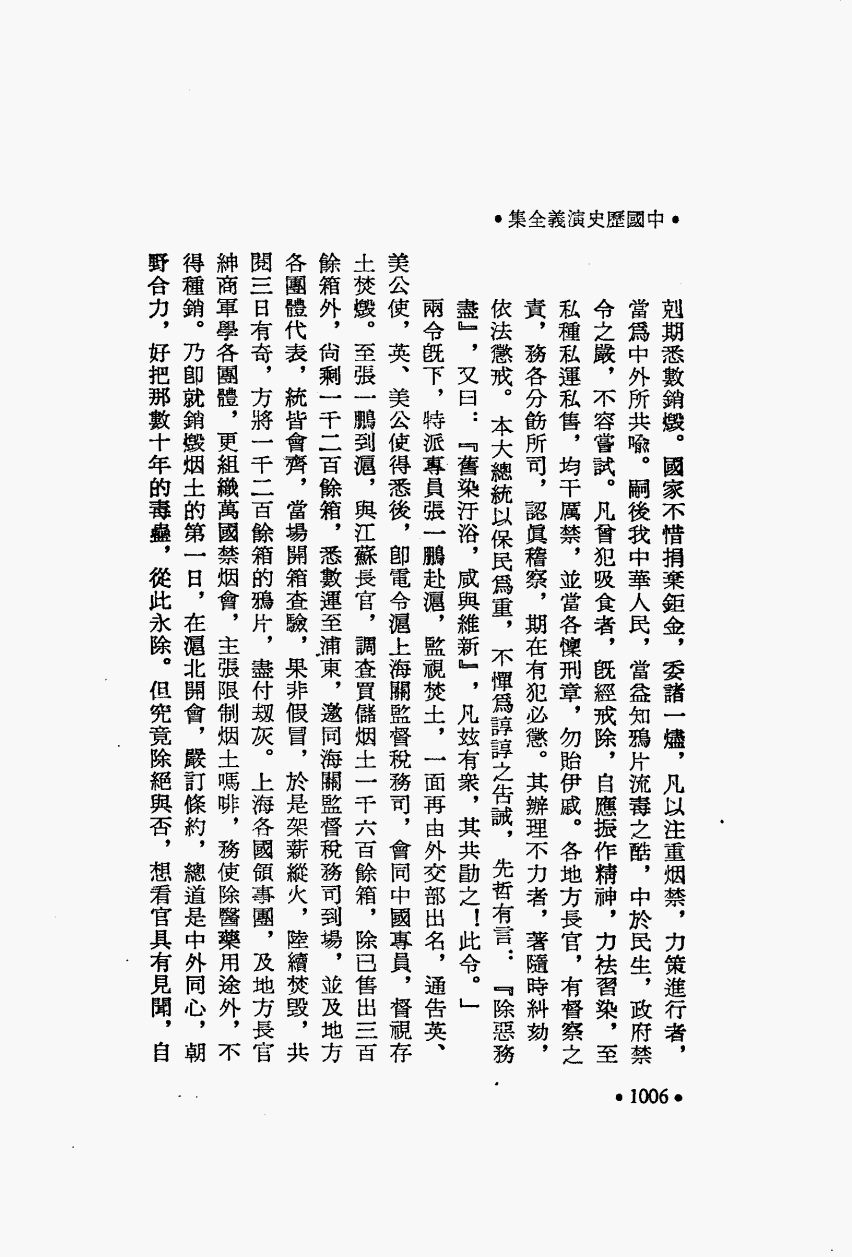 •中國歷史演義全集•
剋期悉數銷燬。國家不惜捐棄鉅金,委諸一燼,凡以注重烟禁,力策進行者,
當爲中外所共喩。嗣後我中華人民,當益知鴉片流毒之酷,中於民生,政府禁
令之嚴,不容嘗試。凡曾犯吸食者,旣經戒除,自應振作精神,力袪習染,至
私種私運私售,均干厲禁,並當各懍刑章,勿貽伊戚。各地方長官,有督察之
責,務各分飭所司,認眞稽察,期在有犯必懲。其辦理不力者,著隨時糾劾,
依法懲戒。本大總統以保民爲重,不憚爲諄諄之告誡,先哲有言:『除惡務
盡』,又曰:『舊染汙俗,咸與維新』,凡玆有衆,其共勖之!此令。」
兩令旣下,特派專員張一鵬赴滬,監視焚土,一面再由外交部出名,通告英、
美公使,英、美公使得悉後,卽電令滬上海關監督稅務司,會同中國專員,督視存
土焚燬。至張一鵬到滬,與江蘇長官,調查買儲烟土一千六百餘箱,除已售出三百
餘箱外,尙剩一千二百餘箱,悉數運至浦東,邀同海關監督稅務司到場,並及地方
各團體代表,統皆會齊,當場開箱查驗,果非假冒,於是架薪縱火,陸續焚毀,共
閱三日有奇,方將一千二百餘箱的鴉片,盡付刼灰。上海各國領事團,及地方長官
紳商軍學各團體,更組織萬國禁烟會,主張限制烟土嗎啡,務使除醫藥用途外,不
得種銷。乃卽就銷燬烟土的第一日,在滬北開會,嚴訂條約,總道是中外同心,朝
野合力,好把那數十年的毒蠱,從此永除。但究竟除絕與否,想看官具有見聞,自
•1006•